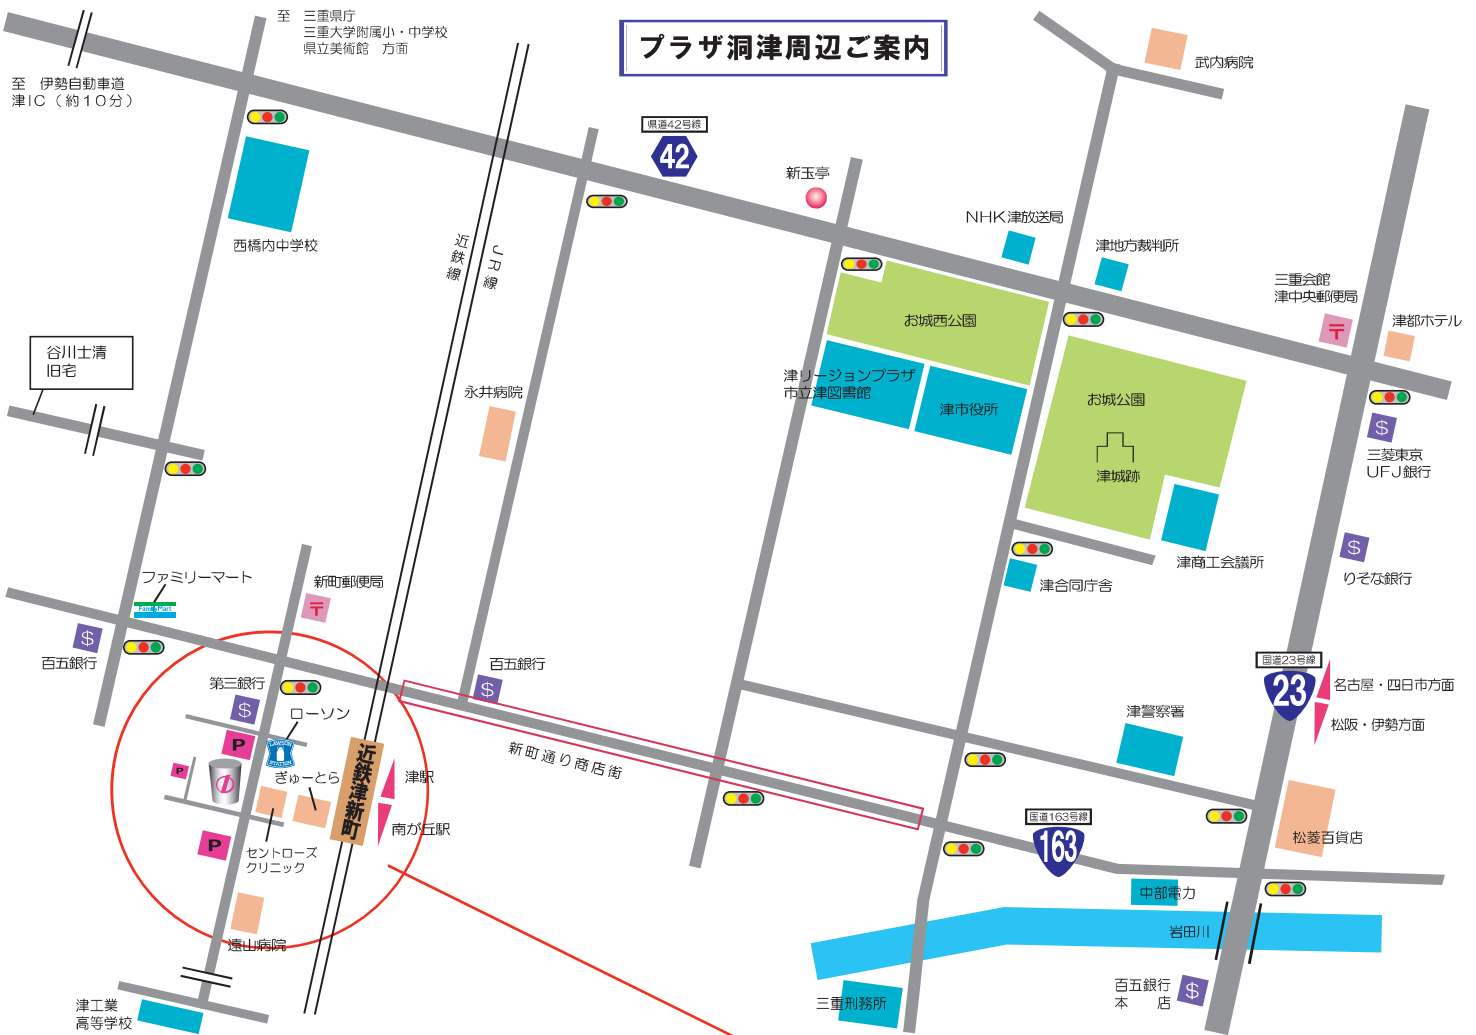 至　三重県庁
三重大学附属小・中学校
県立美術館　方面
プラザ洞津周辺ご案内
武内病院
至　伊勢自動車道
津IC（約10分）
県道42号線
42
新玉亭
NHK津放送局
津地方裁判所
西橋内中学校
近鉄線
JR線
三重会館
津中央郵便局
〒
津都ホテル
お城西公園
谷川士清
旧宅
永井病院
津リージョンプラザ
市立津図書館
津市役所
お城公園
津城跡
$
三菱東京
UFJ銀行
津商工会議所
$
りそな銀行
津合同庁舎
ファミリーマート
FamilyMart
新町郵便局
〒
$
百五銀行
百五銀行
$
第三銀行
$
ローソン
LAWSON
STATION
P
P
ぎゅーとら
近鉄津新町
津駅
南が丘駅
新町通り商店街
P
セントローズ
クリニック
遠山病院
津工業
高等学校
国道23号線
23
名古屋・四日市方面
松阪・伊勢方面
津警察署
国道163号線
163
松菱百貨店
中部電力
岩田川
三重刑務所
百五銀行
本　　店
$